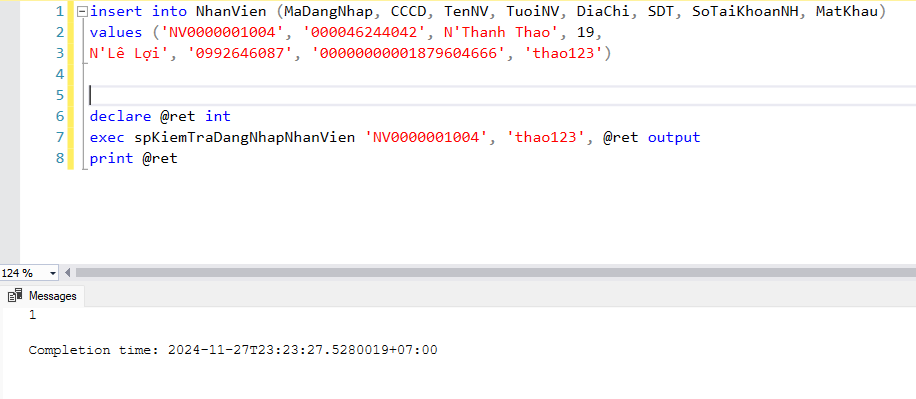 1 insert into NhanVien (MaDangNhap, CCCD, TenNV, TuoiNV, DiaChi, SDT, SoTaiKhoanNH, MatKhau)
2 values ('NV0000001004', '000046244042', N'Thanh Thao', 19,
3 N'Lê Lợi', '0992646087', '00000000001879604666', 'thao123')
4
5
6 declare @ret int
7 exec spKiemTraDangNhapNhanVien 'NV0000001004', 'thao123', @ret output
8 print @ret
124 %
Messages
1
Completion time: 2024-11-27T23:23:27.5280019+07:00